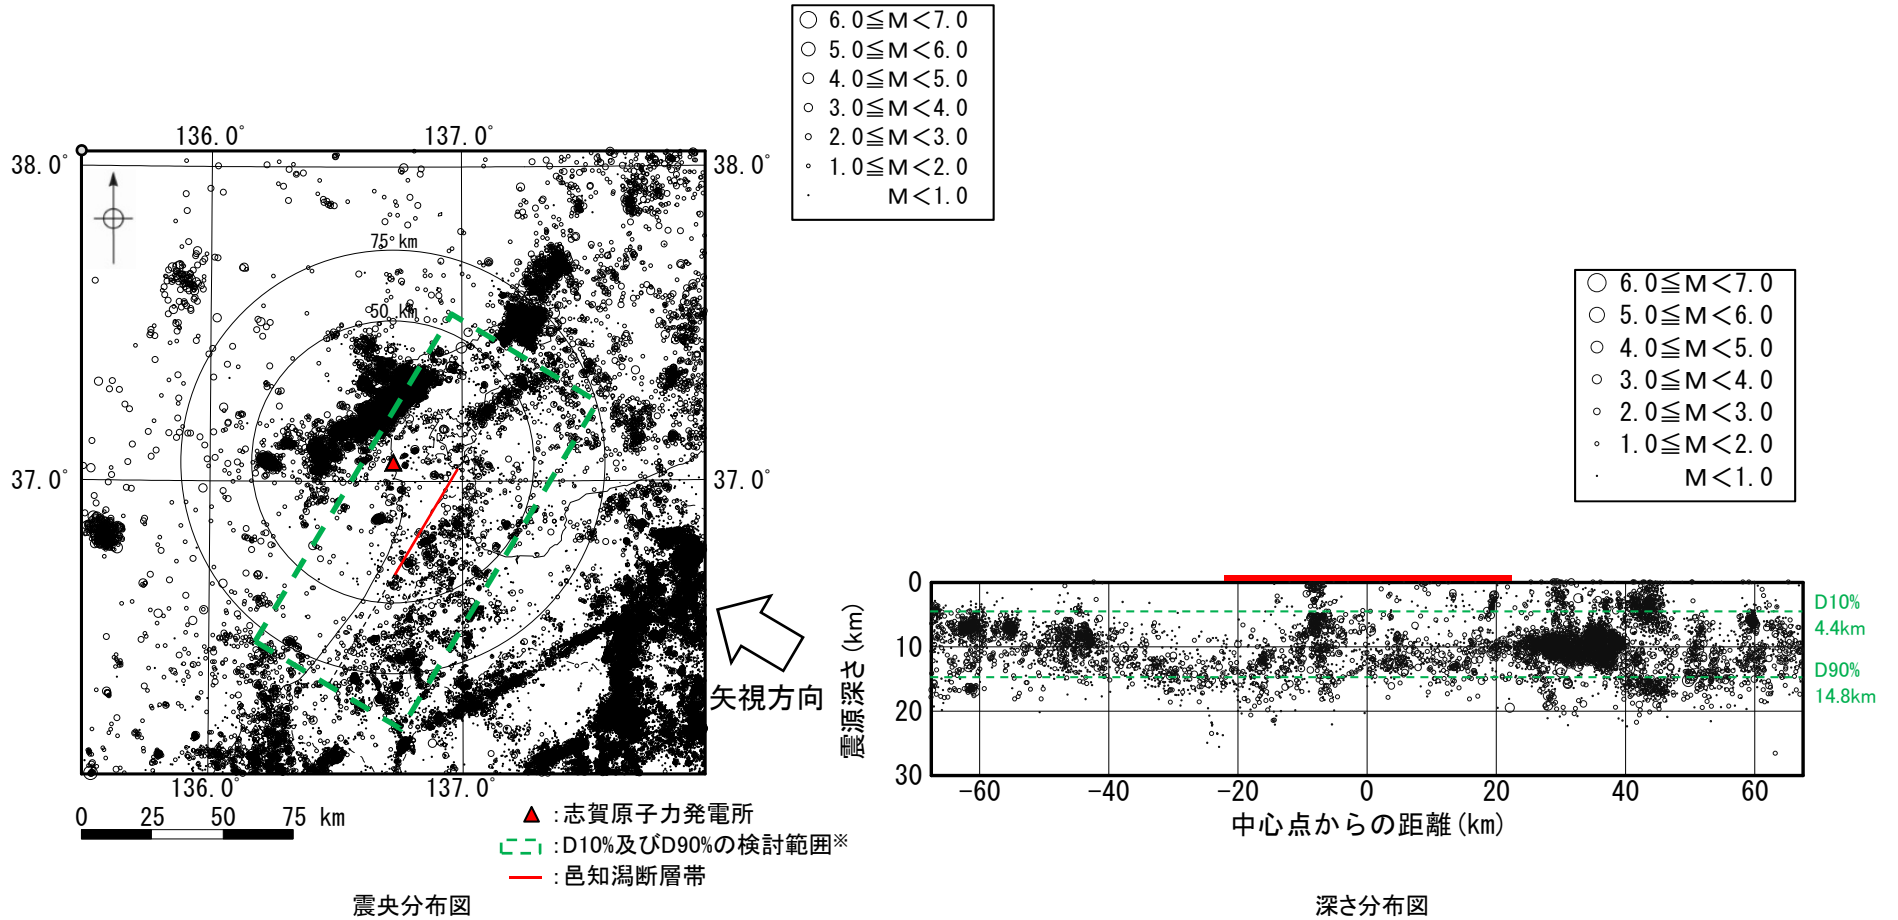 6.0≦M<7.0
5.0≦M<6.0
4.0≦M<5.0
3.0≦M<4.0
2.0≦M<3.0
1.0≦M<2.0
M<1.0
136.0°
137.0°
38.0°
38.0°
75 km
50 km
37.0°
37.0°
136.0°
137.0°
矢視方向
0 25 50 75 km
▲:志賀原子力発電所
:D10%及びD90%の検討範囲※
:邑知潟断層帯
震央分布図
6.0≦M<7.0
5.0≦M<6.0
4.0≦M<5.0
3.0≦M<4.0
2.0≦M<3.0
1.0≦M<2.0
M<1.0
震源深さ(km)
0
10
20
30
D10%
4.4km
D90%
14.8km
-60 -40 -20 0 20 40 60
中心点からの距離(km)
深さ分布図